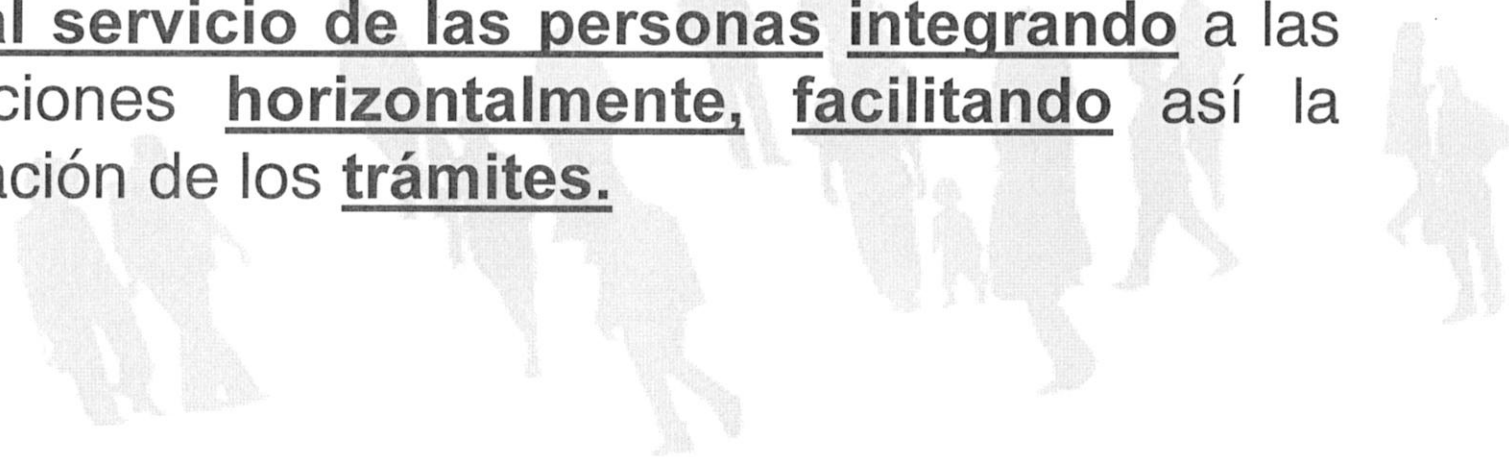 al servicio de las personas integrando a las
ciones horizontalmente, facilitando así la
ación de los trámites.